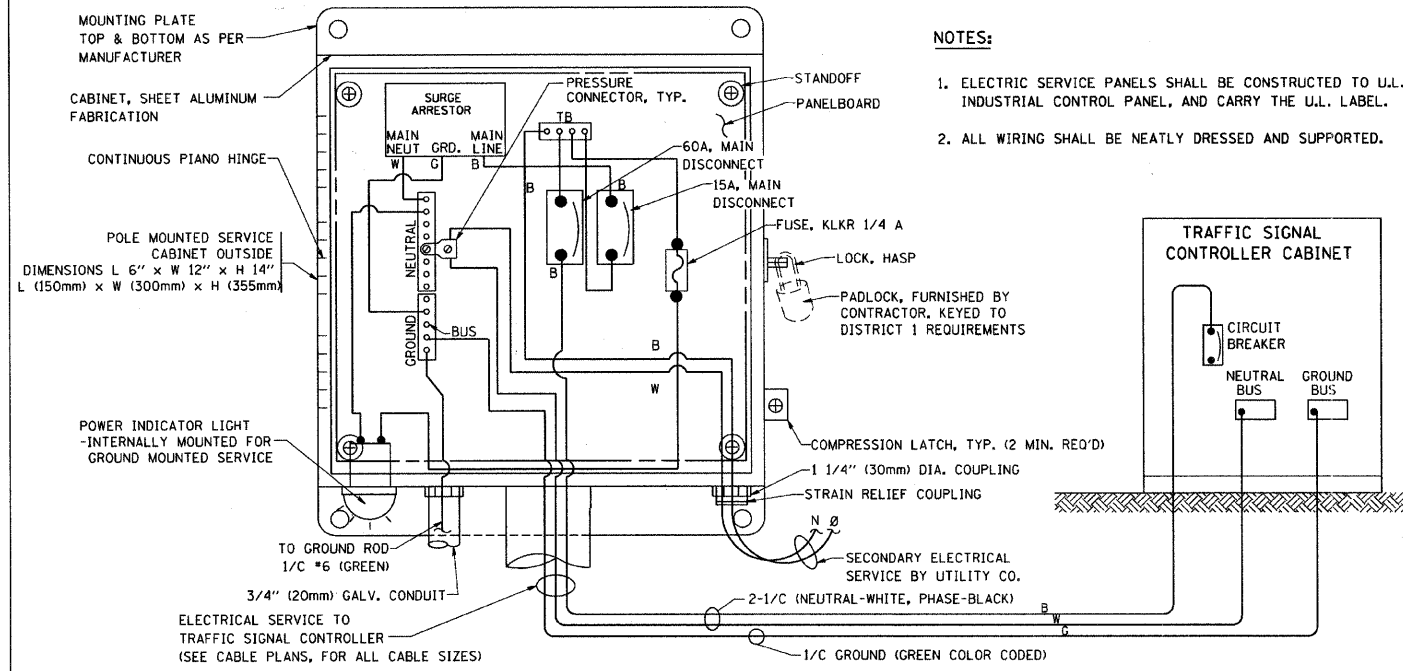 MOUNTING PLATE
TOP & BOTTOM AS PER
MANUFACTURER
CABINET, SHEET ALUMINUM
FABRICATION
CONTINUOUS PIANO HINGE
POLE MOUNTED SERVICE
CABINET OUTSIDE
DIMENSIONS L 6" x W 12" x H 14"
L (150mm) x W (300mm) x H (355mm)
POWER INDICATOR LIGHT
-INTERNALLY MOUNTED FOR
GROUND MOUNTED SERVICE
SURGE
ARRESTOR
MAIN
NEUT
GRD.
MAIN
LINE
W
G
B
PRESSURE
CONNECTOR, TYP.
TB
60A, MAIN
DISCONNECT
15A, MAIN
DISCONNECT
B
B
B
NEUTRAL
GROUND
BUS
B
W
STANDOFF
PANELBOARD
FUSE, KLKR 1/4 A
LOCK, HASP
PADLOCK, FURNISHED BY
CONTRACTOR, KEYED TO
DISTRICT 1 REQUIREMENTS
COMPRESSION LATCH, TYP. (2 MIN. REQ'D)
1 1/4" (30mm) DIA. COUPLING
STRAIN RELIEF COUPLING
N Ø
SECONDARY ELECTRICAL
SERVICE BY UTILITY CO.
TO GROUND ROD
1/C #6 (GREEN)
3/4" (20mm) GALV. CONDUIT
ELECTRICAL SERVICE TO
TRAFFIC SIGNAL CONTROLLER
(SEE CABLE PLANS, FOR ALL CABLE SIZES)
2-1/C (NEUTRAL-WHITE, PHASE-BLACK)
B
W
G
1/C GROUND (GREEN COLOR CODED)
NOTES:
1. ELECTRIC SERVICE PANELS SHALL BE CONSTRUCTED TO U.L.
INDUSTRIAL CONTROL PANEL, AND CARRY THE U.L. LABEL.
2. ALL WIRING SHALL BE NEATLY DRESSED AND SUPPORTED.
TRAFFIC SIGNAL
CONTROLLER CABINET
CIRCUIT
BREAKER
NEUTRAL
BUS
GROUND
BUS